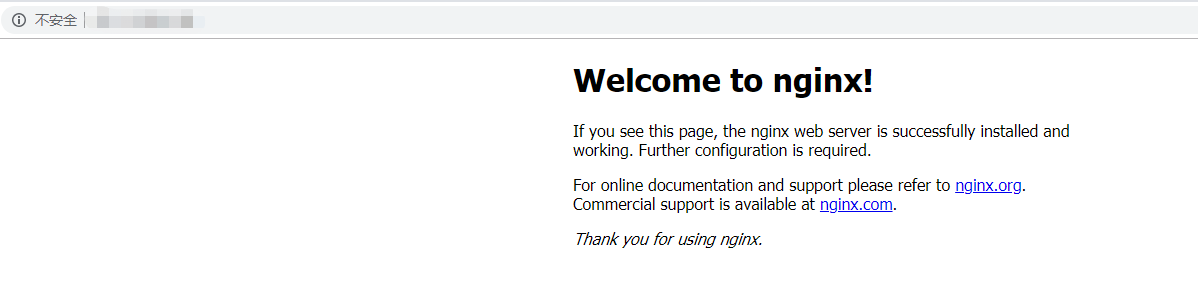 不安全
Welcome to nginx!
If you see this page, the nginx web server is successfully installed and
working. Further configuration is required.
For online documentation and support please refer to nginx.org.
Commercial support is available at nginx.com.
Thank you for using nginx.